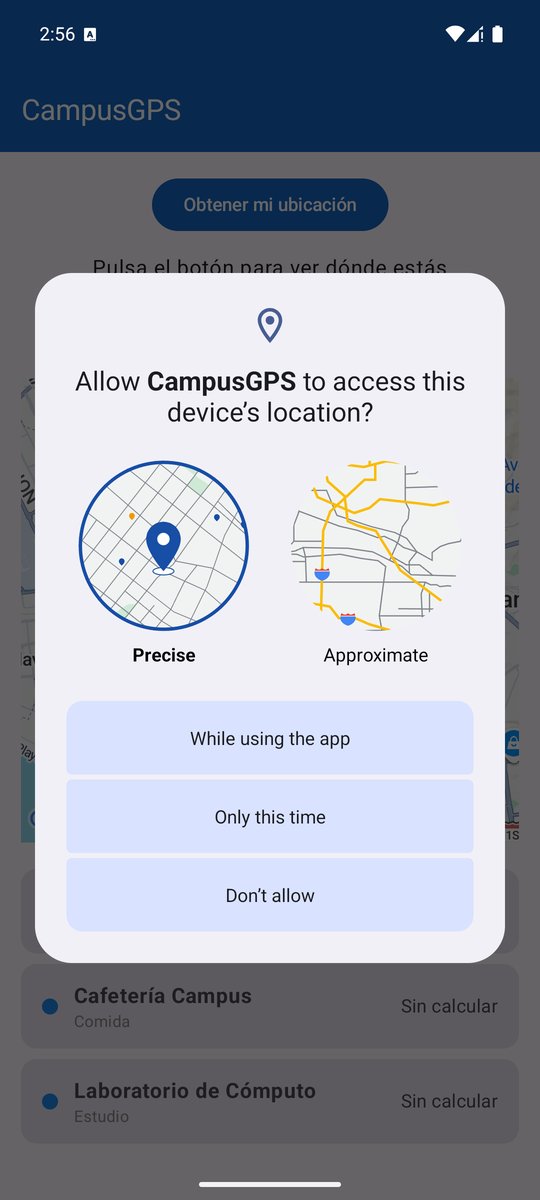 2:56
CampusGPS
Obtener mi ubicación
Pulsa el botón para ver dónde estás
Allow CampusGPS to access this
device’s location?
Precise
Approximate
While using the app
Only this time
Don’t allow
Cafetería Campus
Comida
Sin calcular
Laboratorio de Cómputo
Estudio
Sin calcular